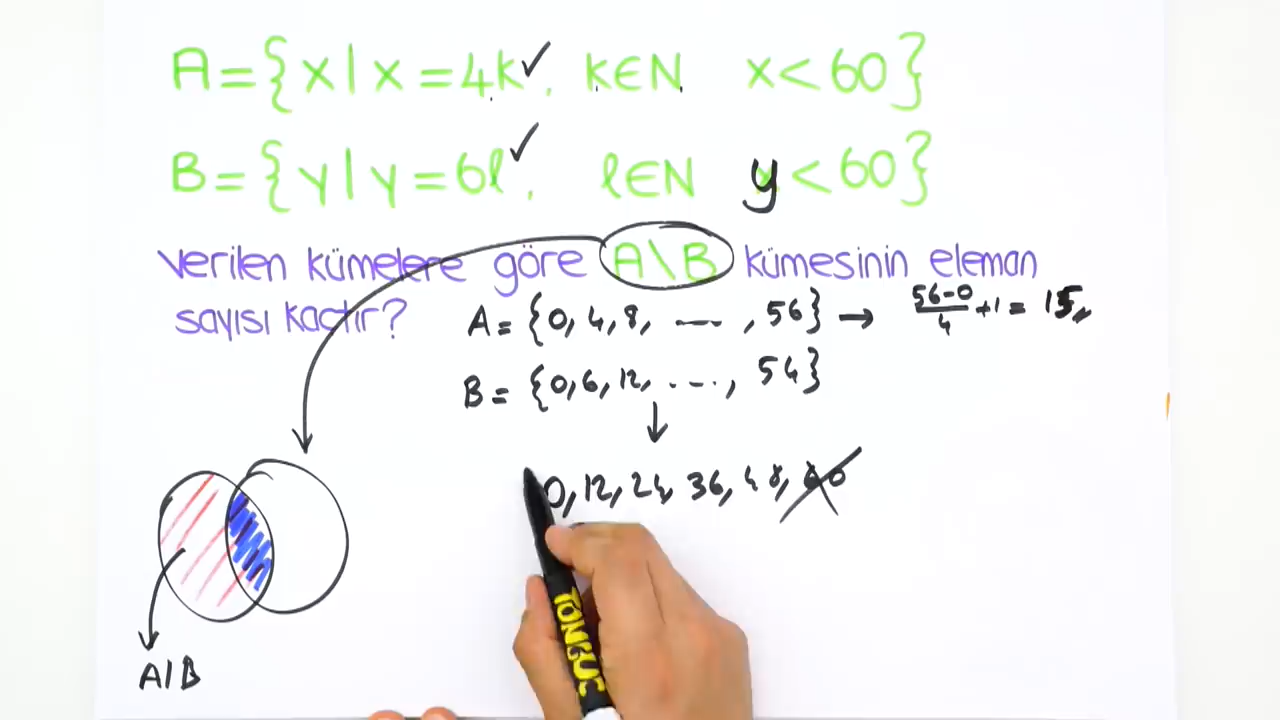 A={x|x=4k✓, k∈N, x<60}
B={y|y=6l✓, l∈N y<60}
Verilen kümelere göre A\B kümesinin eleman
sayısı kaçtır?
A={0, 4, 8, ...., 56} → (56-0)/4+1=15
B={0, 6, 12, ...., 54}
0, 12, 24, 36, 48, 60
A|B
TONGUÇ